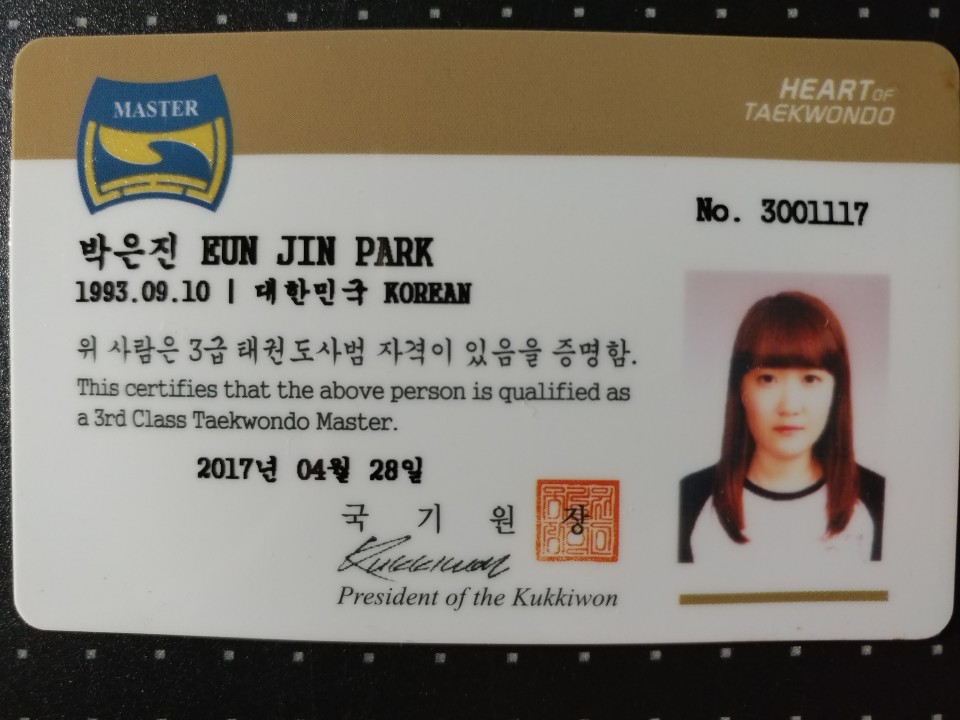 MASTER
HEART OF
TAEKWONDO
No. 3001117
박은진 EUN JIN PARK
1993.09.10 | 대한민국 KOREAN
위 사람은 3급 태권도사범 자격이 있음을 증명함.
This certifies that the above person is qualified as
a 3rd Class Taekwondo Master.
2017년 04월 28일
국 기 원 장
Kukkiwon
President of the Kukkiwon